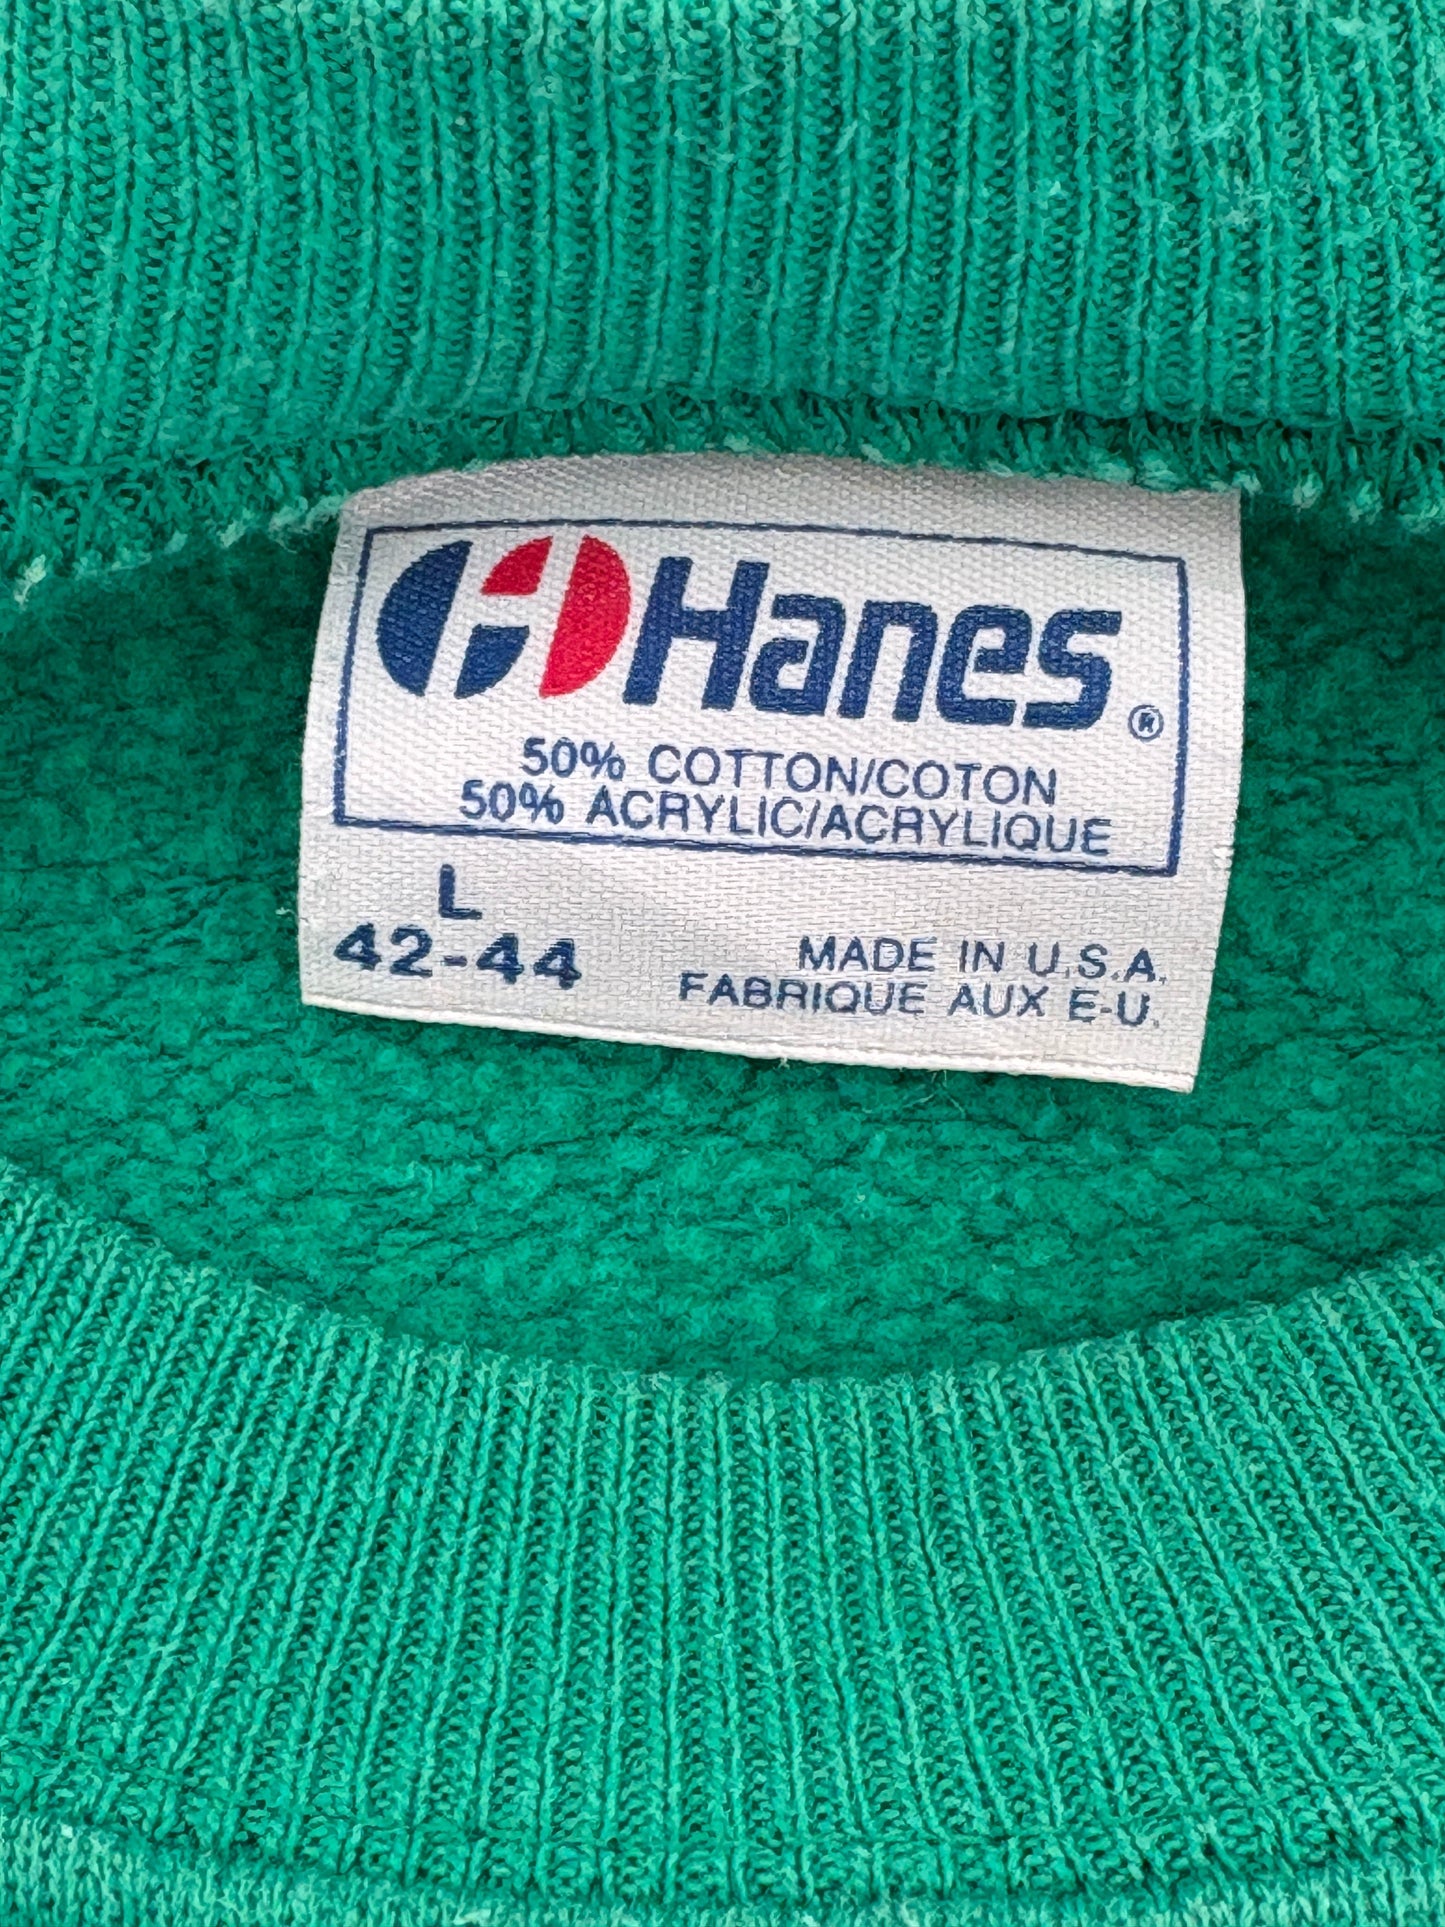 Hanes®
50% COTTON/COTON
50% ACRYLIC/ACRYLIQUE
L
42-44
MADE IN U.S.A.
FABRIQUE AUX E-U.